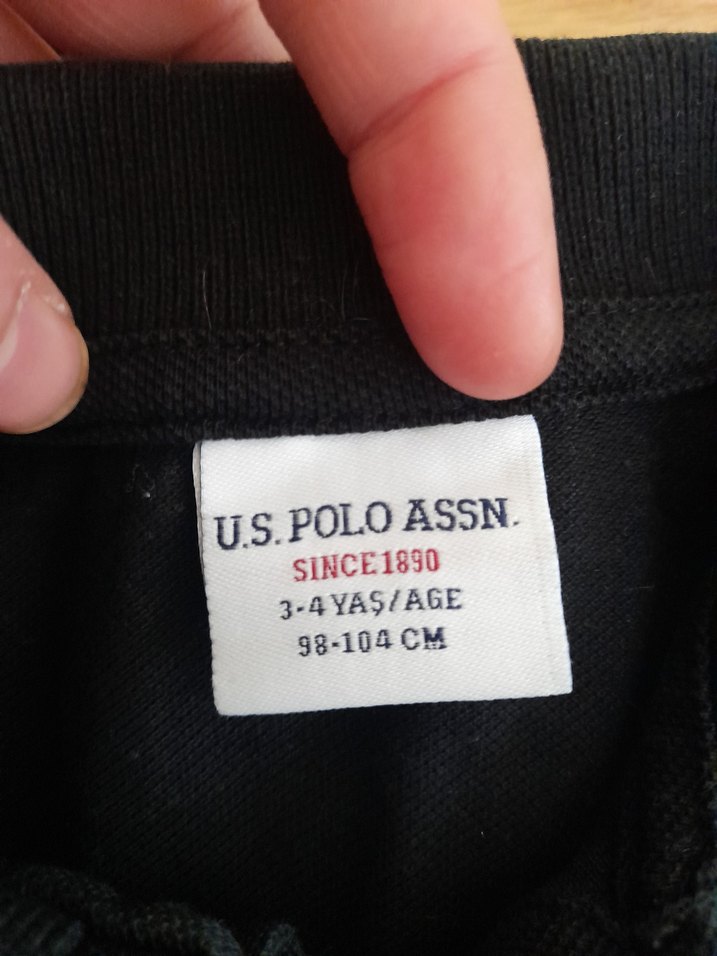 U.S. POLO ASSN.
SINCE 1890
3-4 YAŞ/AGE
98-104 CM